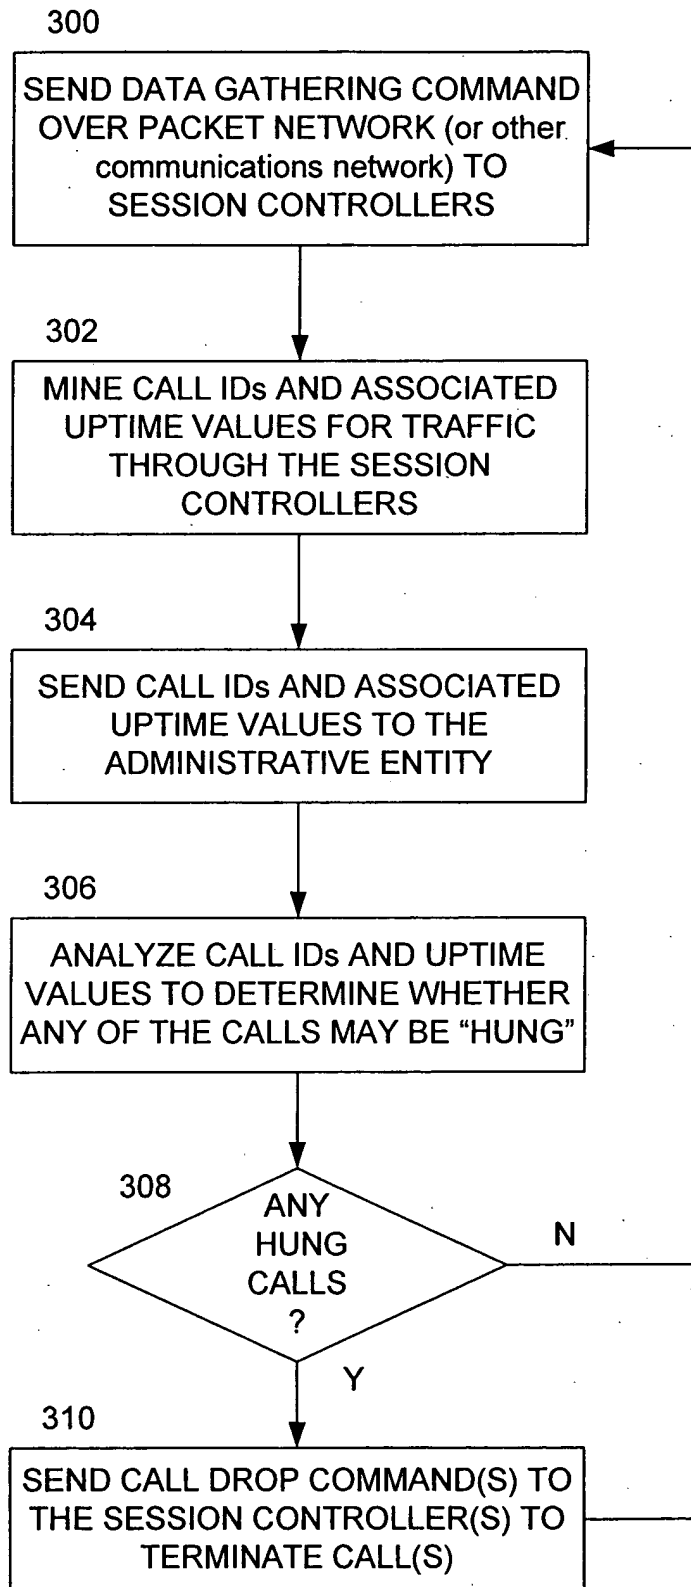 300
SEND DATA GATHERING COMMAND
OVER PACKET NETWORK (or other
communications network) TO
SESSION CONTROLLERS
302
MINE CALL IDs AND ASSOCIATED
UPTIME VALUES FOR TRAFFIC
THROUGH THE SESSION
CONTROLLERS
304
SEND CALL IDs AND ASSOCIATED
UPTIME VALUES TO THE
ADMINISTRATIVE ENTITY
306
ANALYZE CALL IDs AND UPTIME
VALUES TO DETERMINE WHETHER
ANY OF THE CALLS MAY BE “HUNG”
308
ANY
HUNG
CALLS
?
N
Y
310
SEND CALL DROP COMMAND(S) TO
THE SESSION CONTROLLER(S) TO
TERMINATE CALL(S)